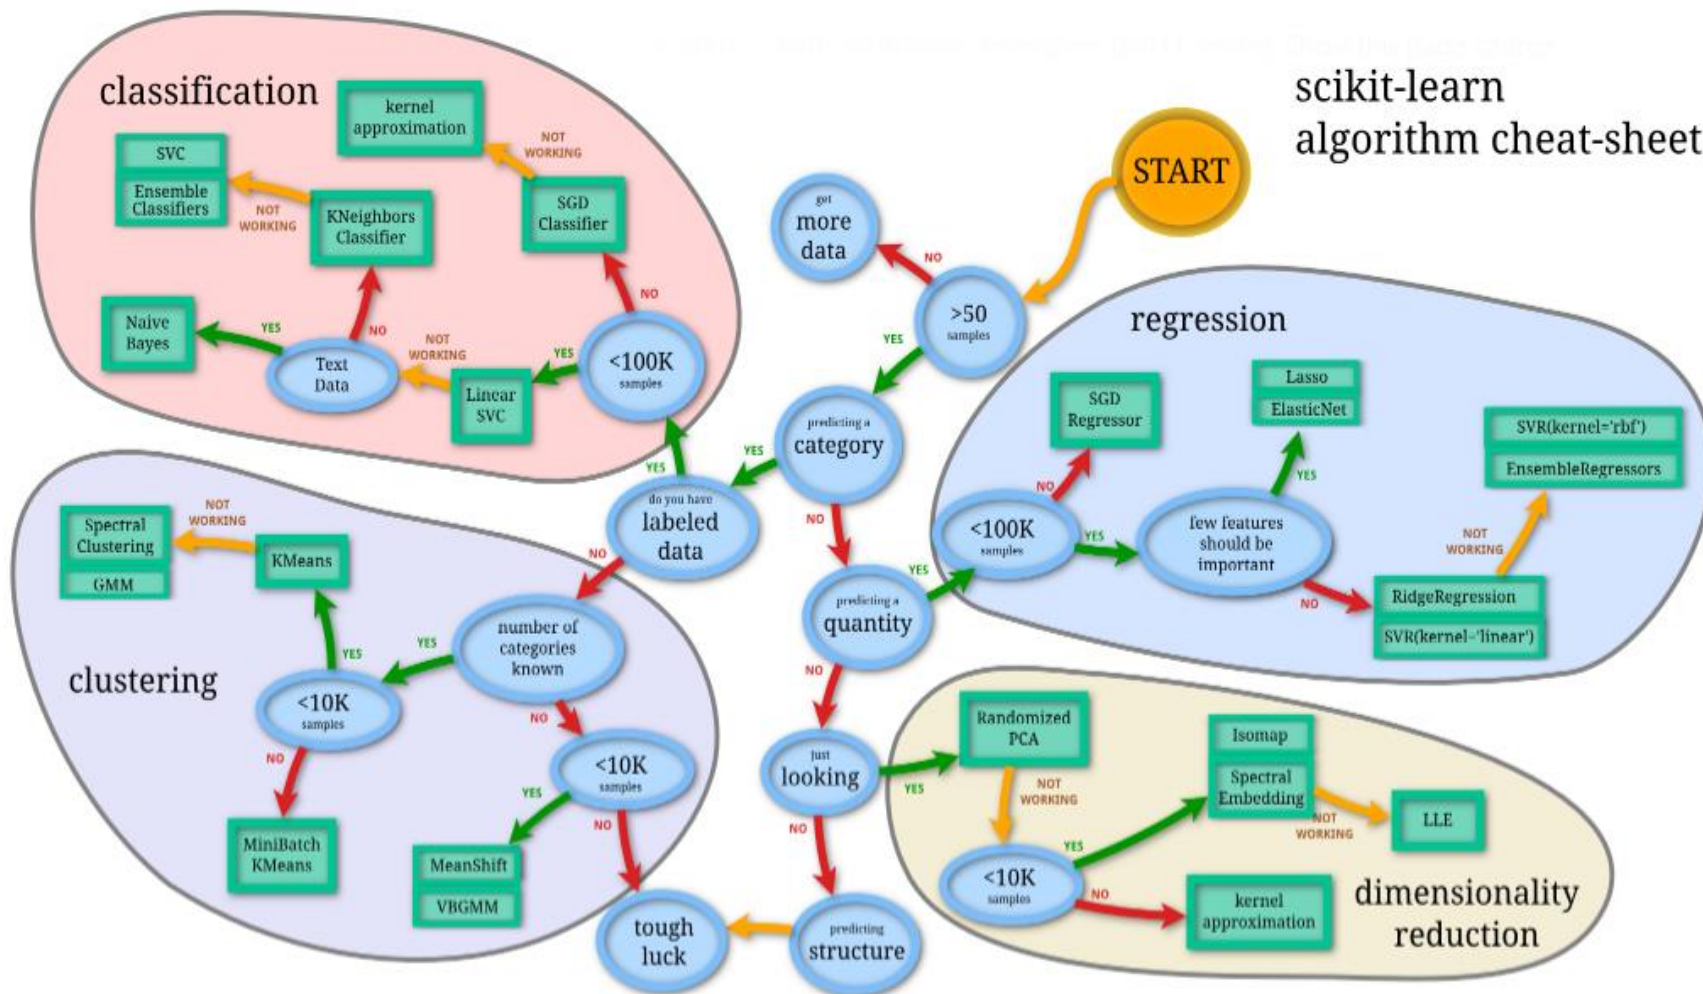 scikit-learn
algorithm cheat-sheet
START
classification
kernel
approximation
NOT
WORKING
SVC
Ensemble
Classifiers
NOT
WORKING
KNeighbors
Classifier
SGD
Classifier
NO
NO
Naive
Bayes
YES
Text
Data
NOT
WORKING
Linear
SVC
YES
<100K
samples
YES
get
more
data
NO
>50
samples
YES
predicting a
category
YES
NO
do you have
labeled
data
NO
predicting a
quantity
YES
NO
just
looking
YES
NO
predicting
structure
tough
luck
regression
SGD
Regressor
NO
<100K
samples
YES
Lasso
ElasticNet
YES
few features
should be
important
NO
SVR(kernel='rbf')
EnsembleRegressors
NOT
WORKING
RidgeRegression
SVR(kernel='linear')
clustering
Spectral
Clustering
GMM
NOT
WORKING
KMeans
YES
<10K
samples
NO
MiniBatch
KMeans
YES
number of
categories
known
NO
<10K
samples
YES
NO
MeanShift
VBGMM
Randomized
PCA
NOT
WORKING
<10K
samples
YES
NO
Isomap
Spectral
Embedding
NOT
WORKING
LLE
kernel
approximation
dimensionality
reduction